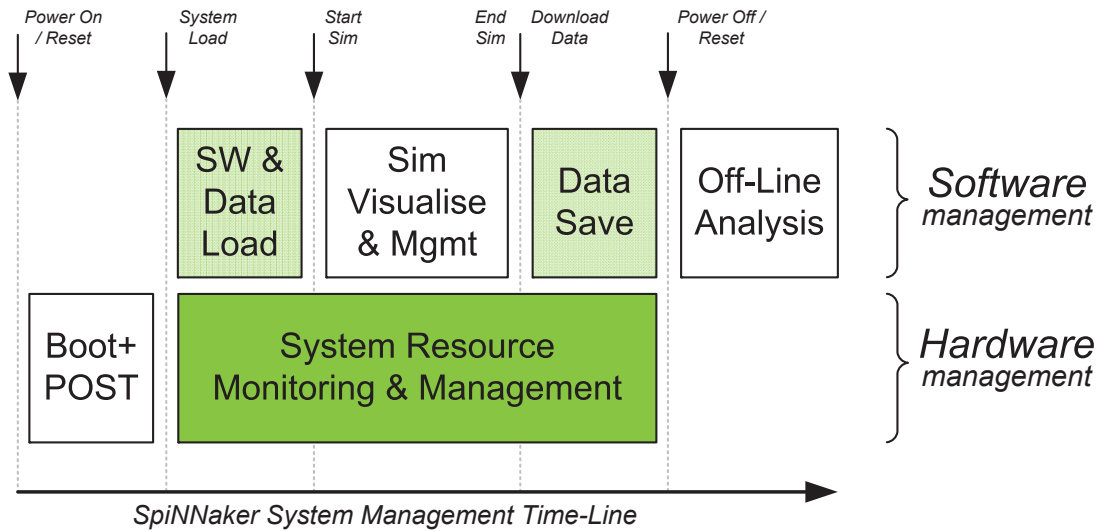 Power On
/ Reset
System
Load
Start
Sim
End
Sim
Download
Data
Power Off /
Reset
SW &
Data
Load
Sim
Visualise
& Mgmt
Data
Save
Off-Line
Analysis
Software
management
Boot+
POST
System Resource
Monitoring & Management
Hardware
management
SpiNNaker System Management Time-Line